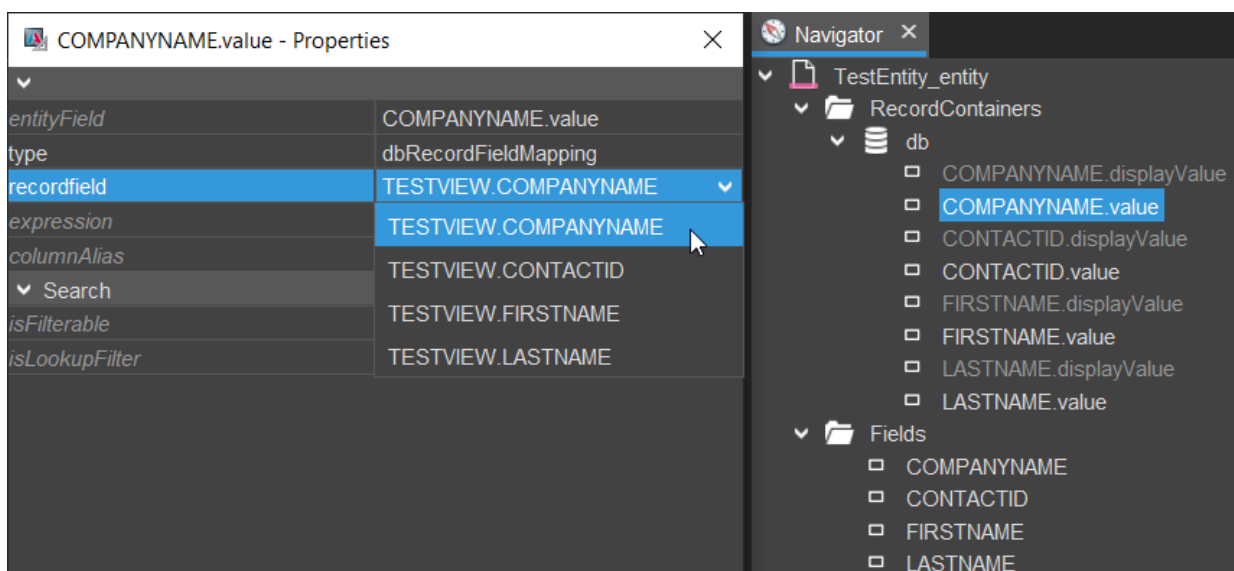 COMPANYNAME.value - Properties
entityField COMPANYNAME.value
type dbRecordFieldMapping
recordfield TESTVIEW.COMPANYNAME
expression TESTVIEW.COMPANYNAME
columnAlias TESTVIEW.CONTACTID
Search
isFilterable TESTVIEW.FIRSTNAME
isLookupFilter TESTVIEW.LASTNAME
Navigator
TestEntity_entity
RecordContainers
db
COMPANYNAME.displayValue
COMPANYNAME.value
CONTACTID.displayValue
CONTACTID.value
FIRSTNAME.displayValue
FIRSTNAME.value
LASTNAME.displayValue
LASTNAME.value
Fields
COMPANYNAME
CONTACTID
FIRSTNAME
LASTNAME